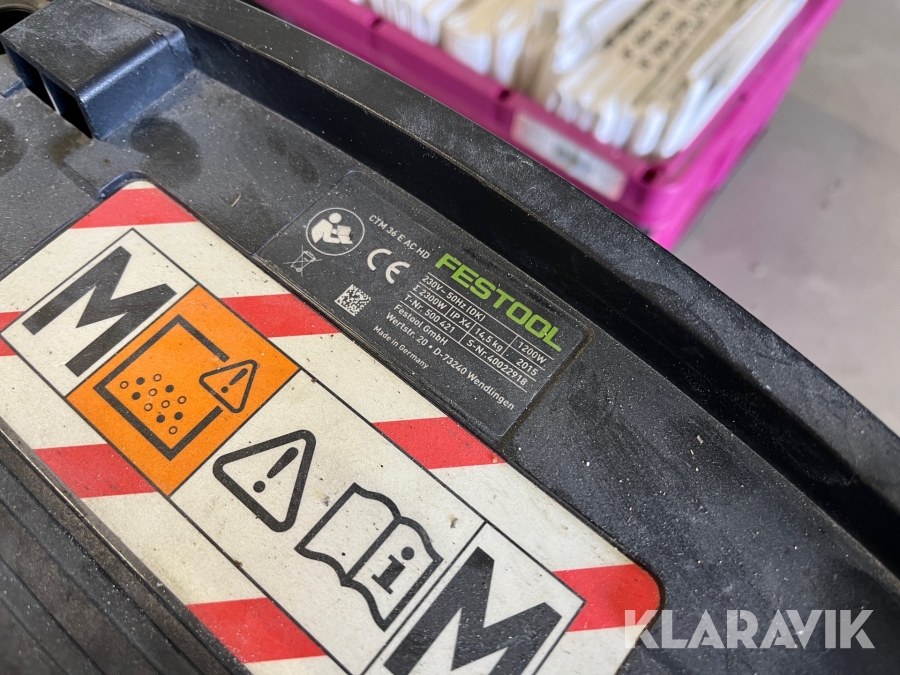 CTM 36 E AC HD
FESTOOL
CE
230V~ 50Hz (DK) 1200W
Σ 2300W IP X4 14,5 kg 2015
T-Nr. 500 421 S-Nr. 40022918
Festool GmbH
Wertstr. 20 • D-73240 Wendlingen
Made in Germany
M
M
KLARAVIK